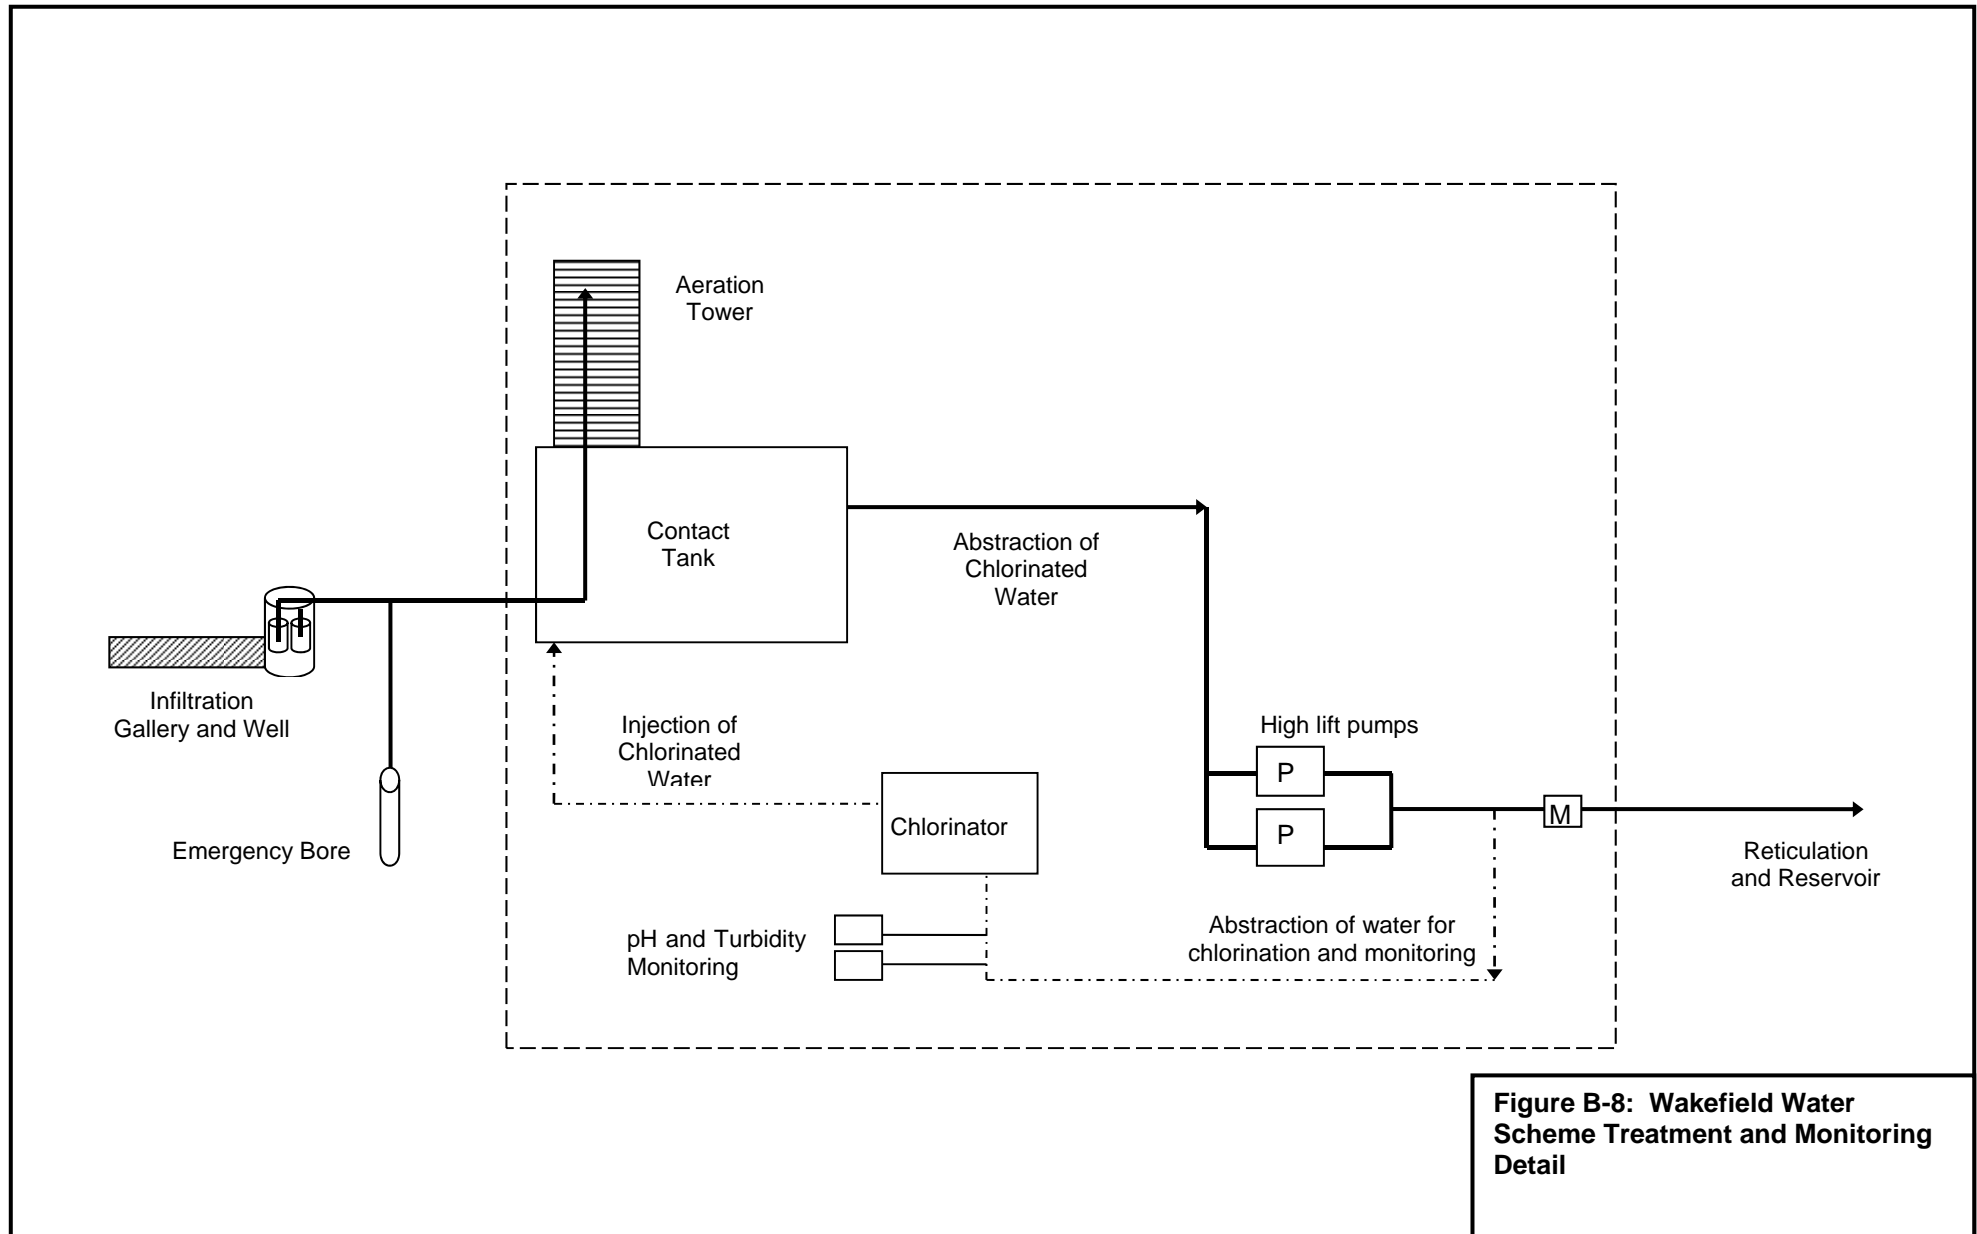 Aeration
Tower
Contact
Tank
Abstraction of
Chlorinated
Water
Infiltration
Gallery and Well
Injection of
Chlorinated
Water
High lift pumps
P
P
M
Chlorinator
Emergency Bore
Reticulation
and Reservoir
pH and Turbidity
Monitoring
Abstraction of water for
chlorination and monitoring
Figure B-8: Wakefield Water
Scheme Treatment and Monitoring
Detail